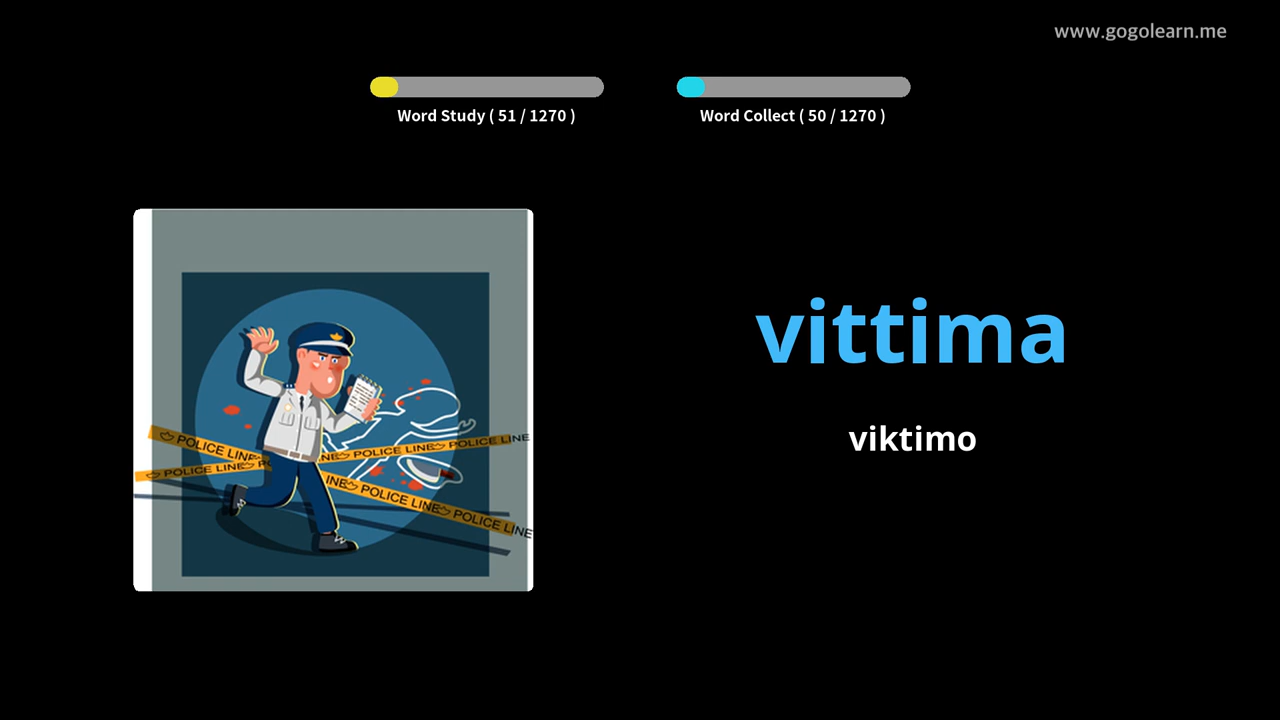 www.gogolearn.me
Word Study ( 51 / 1270 )
Word Collect ( 50 / 1270 )
vittima
viktimo
POLICE LINE
POLICE LINE
POLICE LINE
POLICE LINE
POLICE LINE